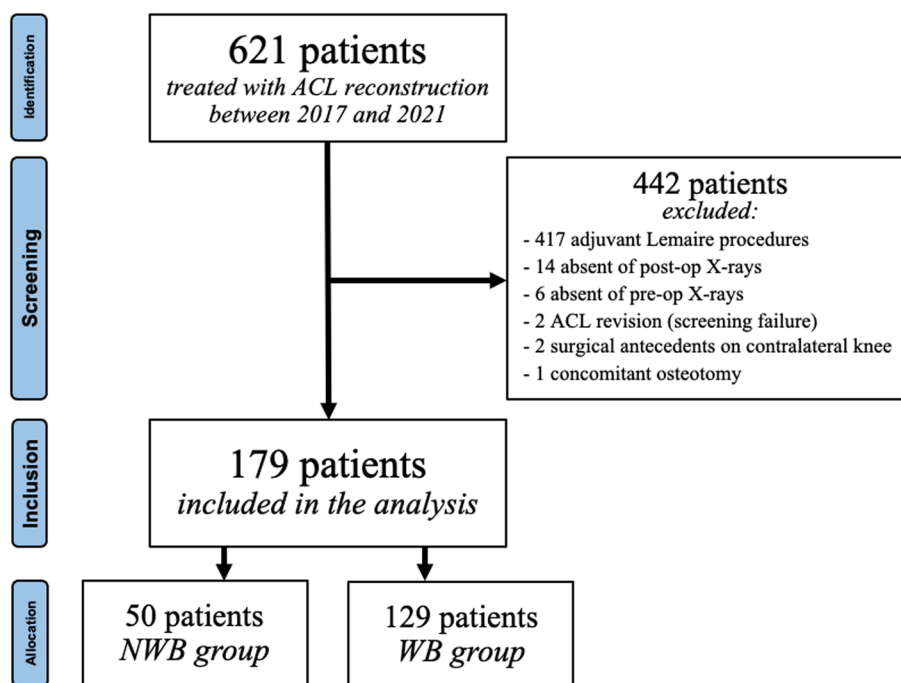 Identification
621 patients
treated with ACL reconstruction
between 2017 and 2021
Screening
442 patients
excluded:
- 417 adjuvant Lemaire procedures
- 14 absent of post-op X-rays
- 6 absent of pre-op X-rays
- 2 ACL revision (screening failure)
- 2 surgical antecedents on contralateral knee
- 1 concomitant osteotomy
Inclusion
179 patients
included in the analysis
Allocation
50 patients
NWB group
129 patients
WB group